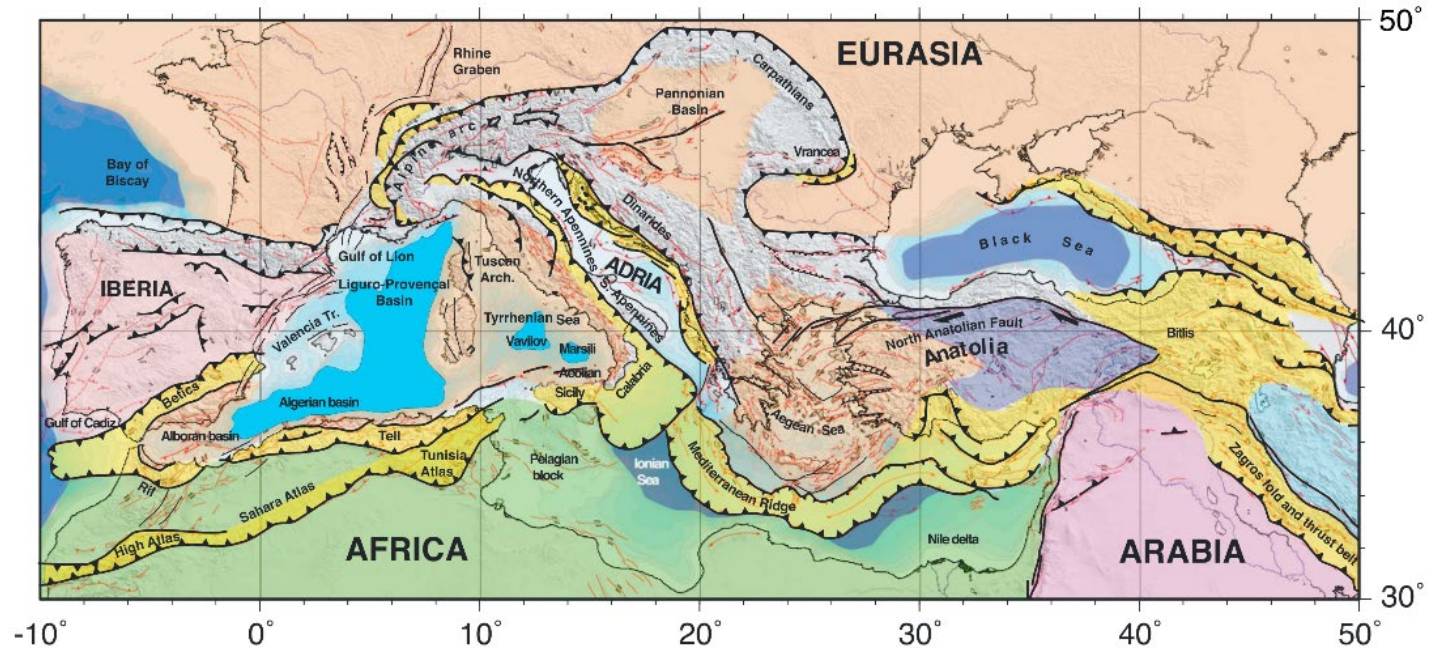 50°
EURASIA
Rhine
Graben
Carpathians
Pannonian
Basin
Bay of
Biscay
Vrancea
Alpine arc
Northern Apennines
Dinarides
Black Sea
Gulf of Lion
Tuscan
Arch.
ADRIA
IBERIA
Liguro-Provençal
Basin
S. Apennines
Valencia Tr.
Tyrrhenian Sea
Vavilov
Marsili
North Anatolian Fault
Anatolia
Bitlis
40°
Aeolian
Sicily
Calabria
Betics
Algerian basin
Gulf of Cadiz
Alboran basin
Tell
Aegean Sea
Tunisia
Atlas
Pelagian
block
Ionian
Sea
Rif
Sahara Atlas
Mediterranean Ridge
Zagros fold and thrust belt
High Atlas
AFRICA
Nile delta
ARABIA
30°
-10° 0° 10° 20° 30° 40° 50°